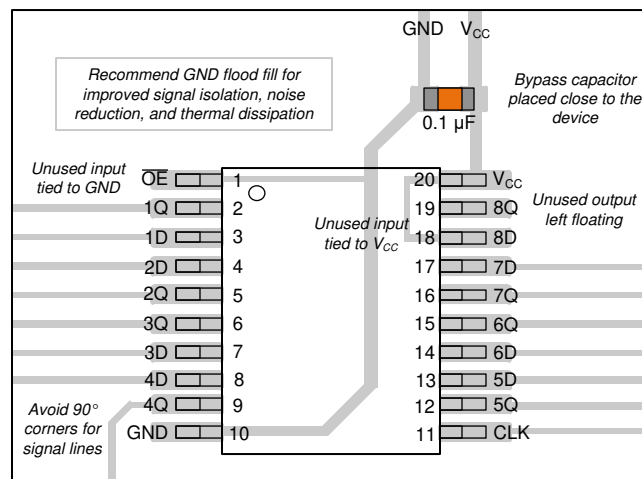 GND V_CC
Recommend GND flood fill for
improved signal isolation, noise
reduction, and thermal dissipation
Bypass capacitor
placed close to the
device
0.1 µF
Unused input
tied to GND
O̅E̅ 1 20 V_CC
1Q 2 19 8Q
1D 3 18 8D
2D 4 17 7D
2Q 5 16 7Q
3Q 6 15 6Q
3D 7 14 6D
4D 8 13 5D
4Q 9 12 5Q
GND 10 11 CLK
Unused input
tied to V_CC
Unused output
left floating
Avoid 90°
corners for
signal lines